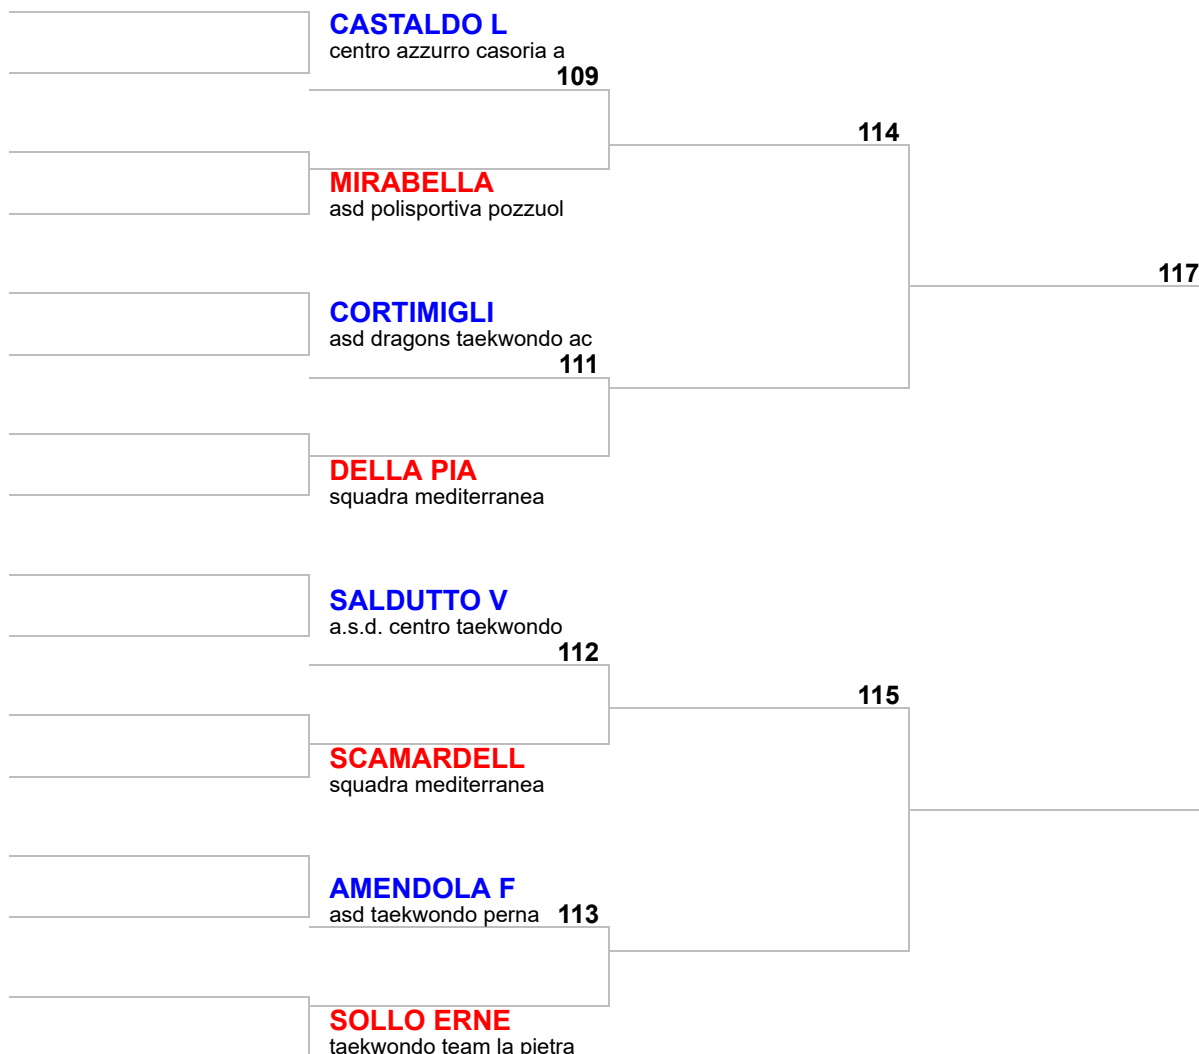 CASTALDO L
centro azzurro casoria a
109
114
MIRABELLA
asd polisportiva pozzuol
117
CORTIMIGLI
asd dragons taekwondo ac
111
DELLA PIA
squadra mediterranea
SALDUTTO V
a.s.d. centro taekwondo
112
115
SCAMARDELL
squadra mediterranea
AMENDOLA F
asd taekwondo perna 113
SOLLO ERNE
taekwondo team la pietra